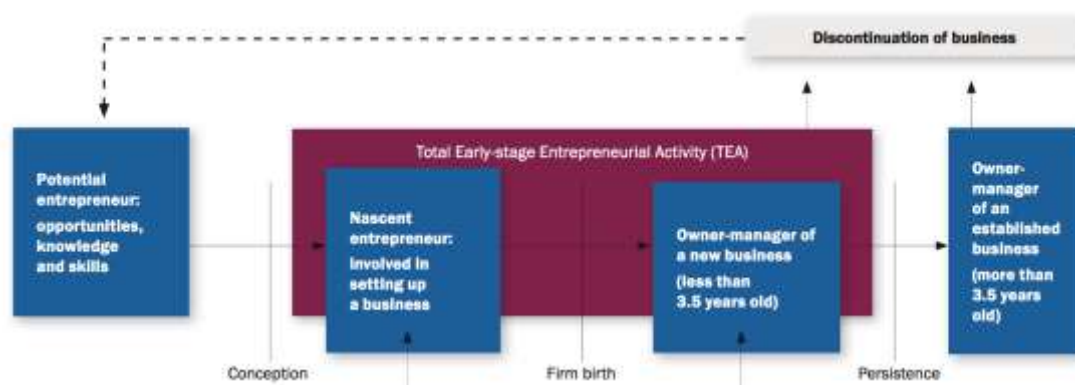 Discontinuation of business
Total Early-stage Entrepreneurial Activity (TEA)
Potential
entrepreneur:
opportunities,
knowledge
and skills
Nascent
entrepreneur:
Involved in
setting up
a business
Owner-manager of
a new business
(less than
3.5 years old)
Owner-
manager
of an
established
business
(more than
3.5 years
old)
Conception
Firm birth
Persistence